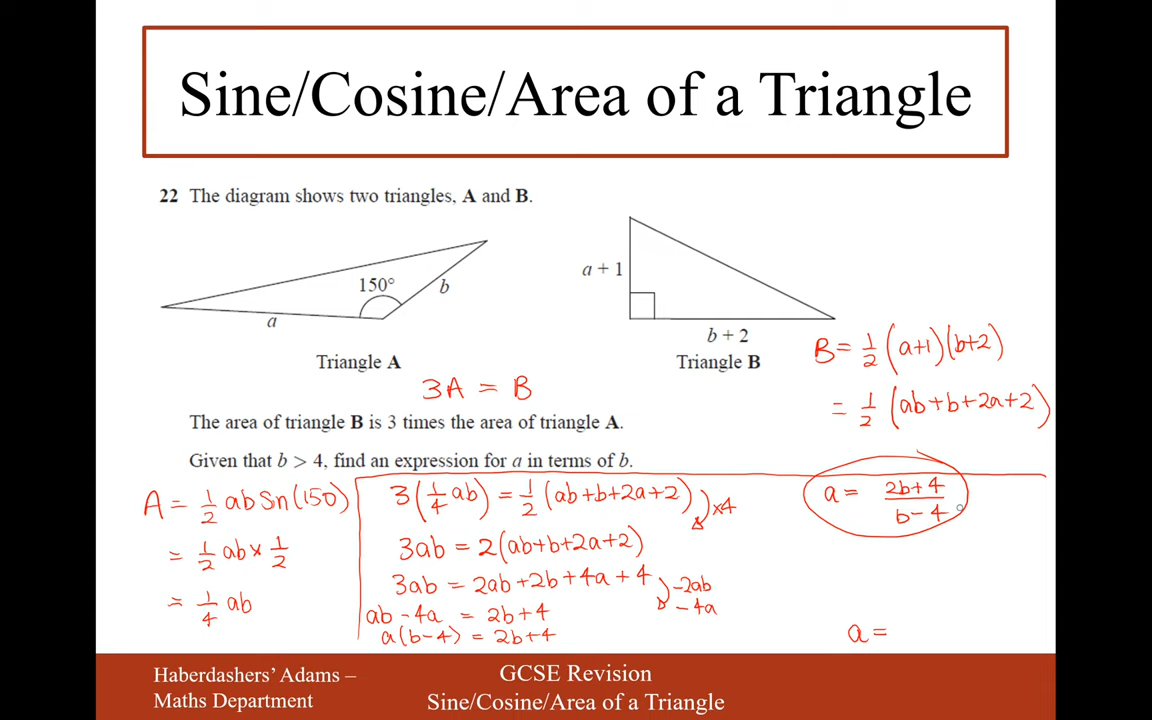 Sine/Cosine/Area of a Triangle
22 The diagram shows two triangles, A and B.
150°
b
a
Triangle A
a + 1
b + 2
Triangle B
3A = B
B = 1/2 (a+1)(b+2)
= 1/2 (ab+b+2a+2)
The area of triangle B is 3 times the area of triangle A.
Given that b > 4, find an expression for a in terms of b.
A = 1/2 ab Sn(150)
= 1/2 ab × 1/2
= 1/4 ab
3(1/4 ab) = 1/2 (ab+b+2a+2)
×4
3ab = 2(ab+b+2a+2)
3ab = 2ab+2b+4a+4
-2ab
-4a
ab - 4a = 2b+4
a(b-4) = 2b+4
a = 2b+4/b-4
a =
Haberdashers' Adams –
Maths Department
GCSE Revision
Sine/Cosine/Area of a Triangle